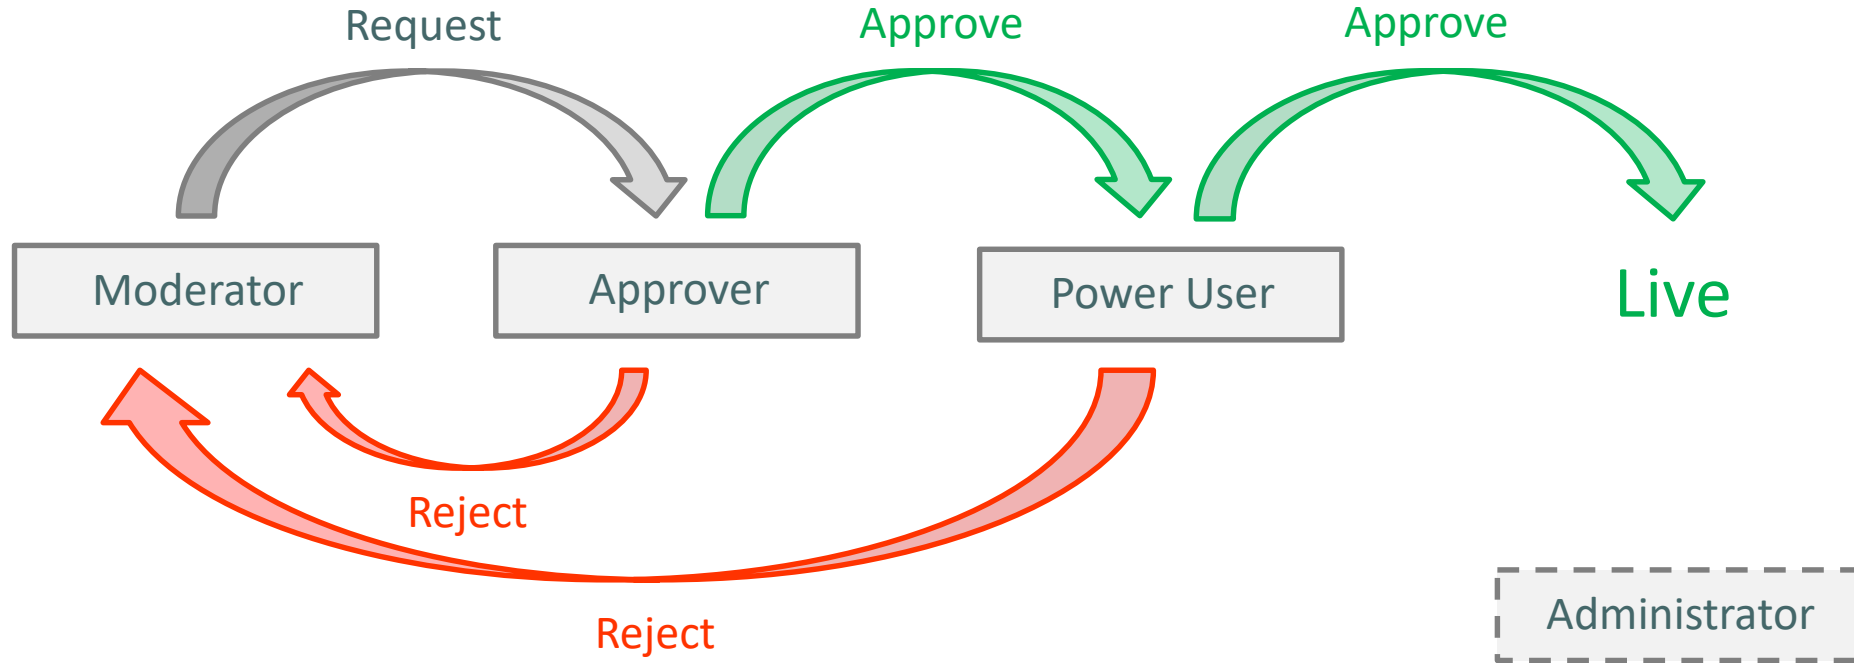 Request
Approve
Approve
Moderator
Approver
Power User
Live
Reject
Reject
Administrator